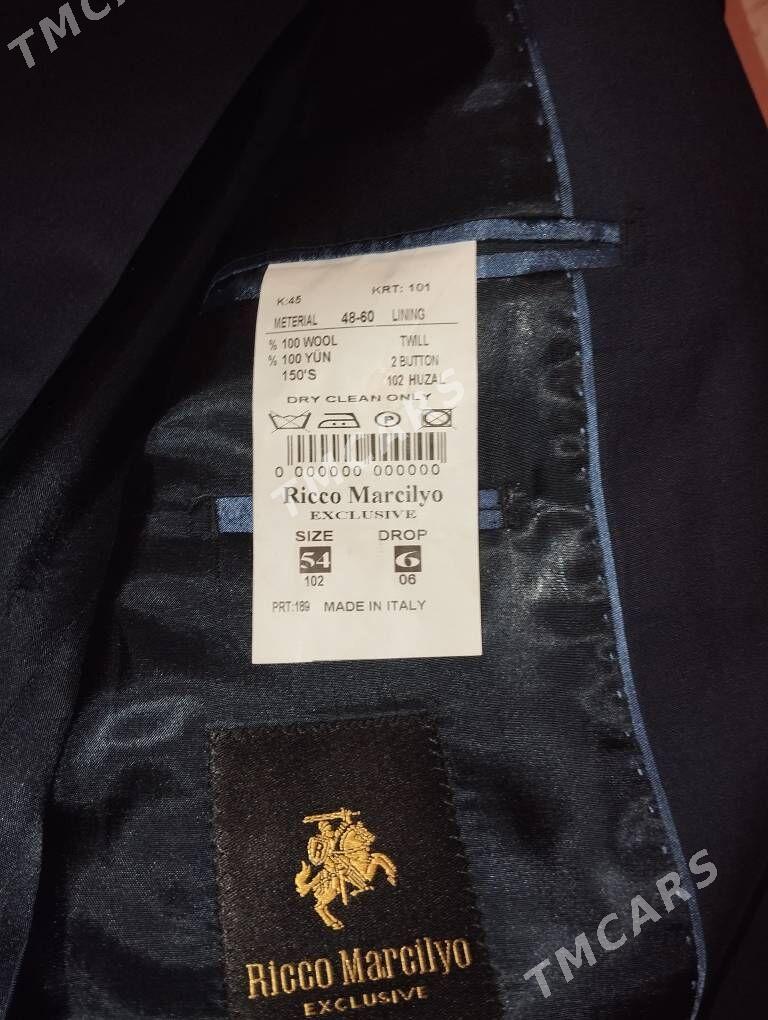 TMCARS
K:45 KRT: 101
METERIAL 48-60 LINING
% 100 WOOL TWILL
% 100 YÜN 2 BUTTON
150'S 102 HUZAL
DRY CLEAN ONLY
P
TMCARS
0 000000 000000
Ricco Marcilyo
EXCLUSIVE
SIZE DROP
54 6
102 06
PRT:189 MADE IN ITALY
R
Ricco Marcilyo
EXCLUSIVE
TMCARS